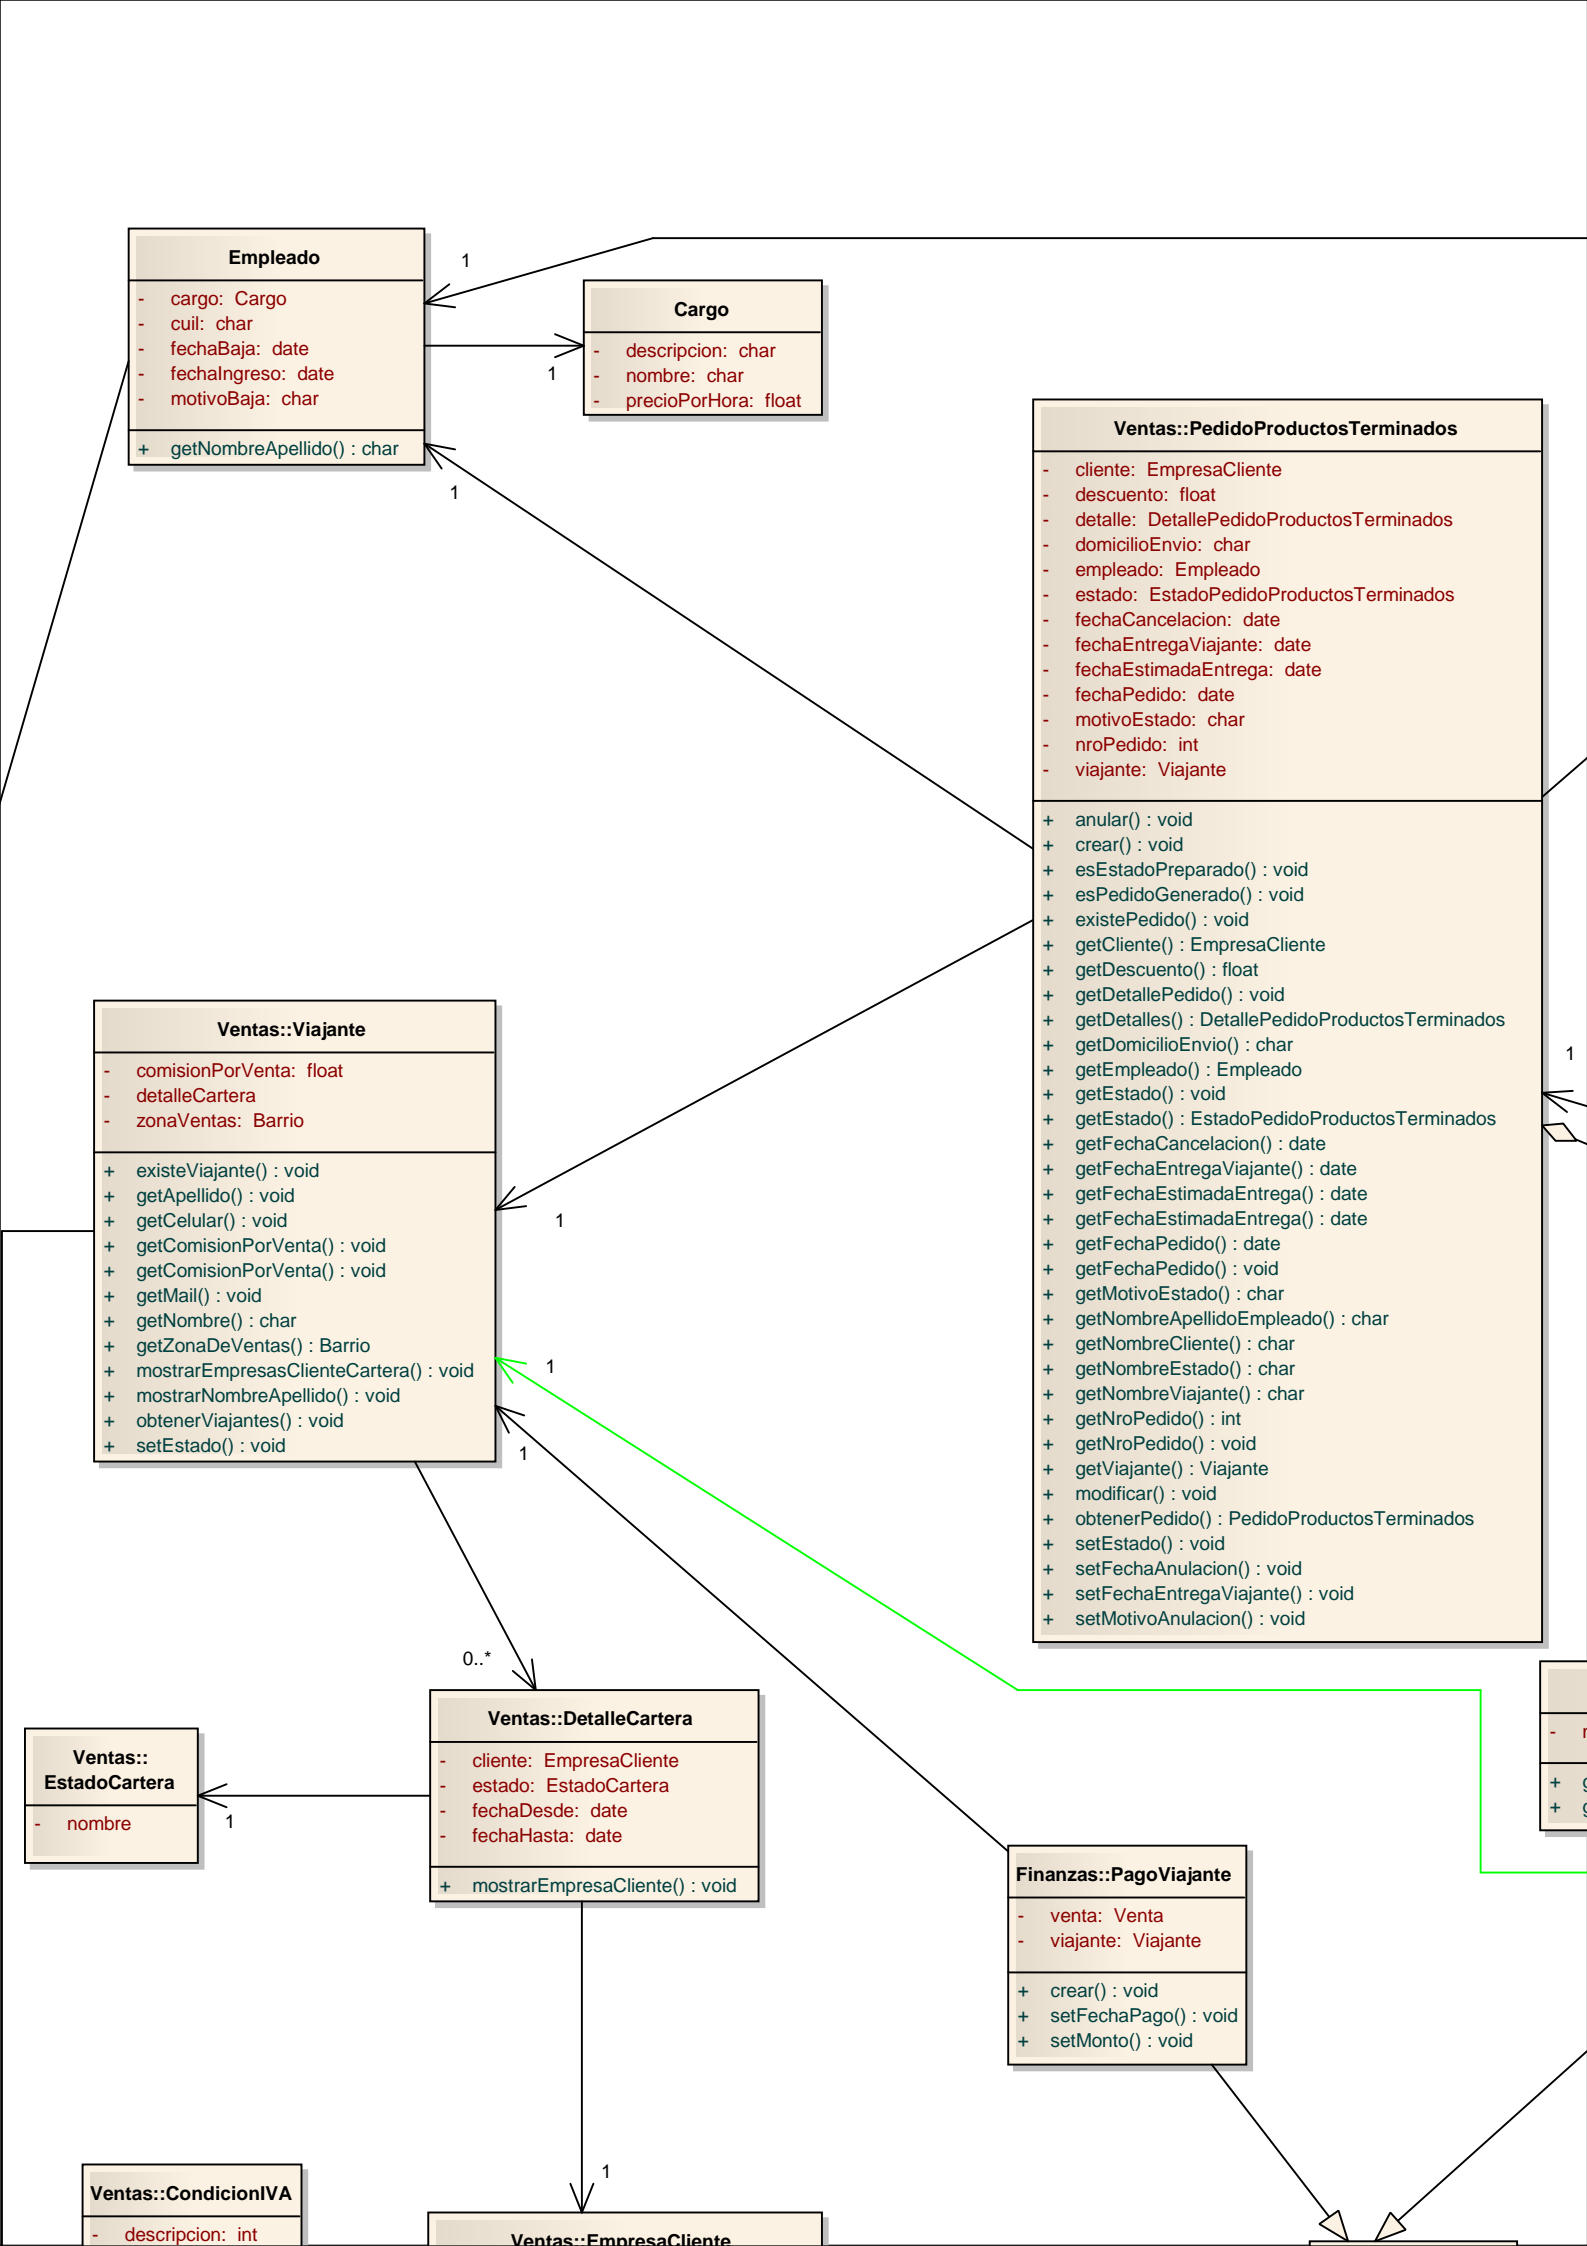 Empleado
- cargo: Cargo
- cuil: char
- fechaBaja: date
- fechaIngreso: date
- motivoBaja: char
+ getNombreApellido() : char
1
1
1
Cargo
- descripcion: char
- nombre: char
- precioPorHora: float
Ventas::PedidoProductosTerminados
- cliente: EmpresaCliente
- descuento: float
- detalle: DetallePedidoProductosTerminados
- domicilioEnvio: char
- empleado: Empleado
- estado: EstadoPedidoProductosTerminados
- fechaCancelacion: date
- fechaEntregaViajante: date
- fechaEstimadaEntrega: date
- fechaPedido: date
- motivoEstado: char
- nroPedido: int
- viajante: Viajante
+ anular() : void
+ crear() : void
+ esEstadoPreparado() : void
+ esPedidoGenerado() : void
+ existePedido() : void
+ getCliente() : EmpresaCliente
+ getDescuento() : float
+ getDetallePedido() : void
+ getDetalles() : DetallePedidoProductosTerminados
+ getDomicilioEnvio() : char
+ getEmpleado() : Empleado
+ getEstado() : void
+ getEstado() : EstadoPedidoProductosTerminados
+ getFechaCancelacion() : date
+ getFechaEntregaViajante() : date
+ getFechaEstimadaEntrega() : date
+ getFechaEstimadaEntrega() : date
+ getFechaPedido() : date
+ getFechaPedido() : void
+ getMotivoEstado() : char
+ getNombreApellidoEmpleado() : char
+ getNombreCliente() : char
+ getNombreEstado() : char
+ getNombreViajante() : char
+ getNroPedido() : int
+ getNroPedido() : void
+ getViajante() : Viajante
+ modificar() : void
+ obtenerPedido() : PedidoProductosTerminados
+ setEstado() : void
+ setFechaAnulacion() : void
+ setFechaEntregaViajante() : void
+ setMotivoAnulacion() : void
1
Ventas::Viajante
- comisionPorVenta: float
- detalleCartera
- zonaVentas: Barrio
+ existeViajante() : void
+ getApellido() : void
+ getCelular() : void
+ getComisionPorVenta() : void
+ getComisionPorVenta() : void
+ getMail() : void
+ getNombre() : char
+ getZonaDeVentas() : Barrio
+ mostrarEmpresasClienteCartera() : void
+ mostrarNombreApellido() : void
+ obtenerViajantes() : void
+ setEstado() : void
1
1
1
0..*
Ventas::DetalleCartera
- cliente: EmpresaCliente
- estado: EstadoCartera
- fechaDesde: date
- fechaHasta: date
+ mostrarEmpresaCliente() : void
Ventas::
EstadoCartera
- nombre
1
Finanzas::PagoViajante
- venta: Venta
- viajante: Viajante
+ crear() : void
+ setFechaPago() : void
+ setMonto() : void
-
+ g
+ g
1
Ventas::CondicionIVA
- descripcion: int
Ventas::EmpresaCliente